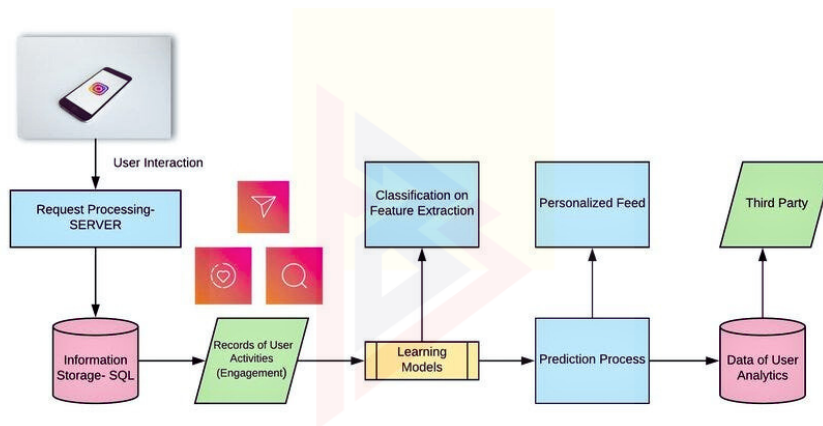 User Interaction
Request Processing-
SERVER
Information
Storage- SQL
Records of User
Activities
(Engagement)
Classification on
Feature Extraction
Learning
Models
Personalized Feed
Prediction Process
Third Party
Data of User
Analytics